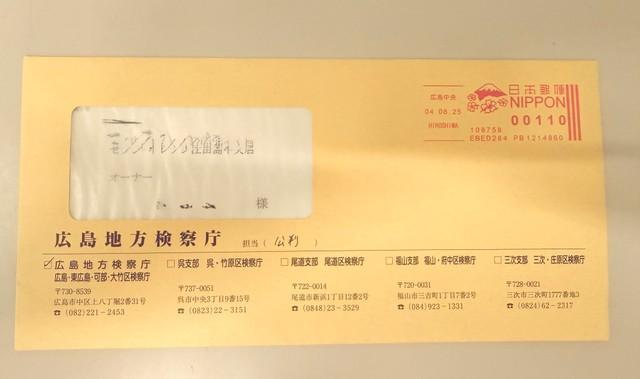 日本郵便
NIPPON
広島中央
04.08.25
HIROSHIMA
00110
108759
EBED284 PB1214860
オーナー
様
広島地方検察庁 担当（公判）
☑広島地方検察庁
広島・東広島・可部・大竹区検察庁
〒730-8539
広島市中区上八丁堀2番31号
☎ (082)221-2453
□呉支部 呉・竹原区検察庁
〒737-0051
呉市中央3丁目9番15号
☎ (0823)22-3151
□尾道支部 尾道区検察庁
〒722-0014
尾道市新浜1丁目12番2号
☎ (0848)23-3529
□福山支部 福山・府中区検察庁
〒720-0031
福山市三吉町1丁目7番2号
☎ (084)923-1331
□三次支部 三次・庄原区検察庁
〒728-0021
三次市三次町1777番地3
☎ (0824)62-2317